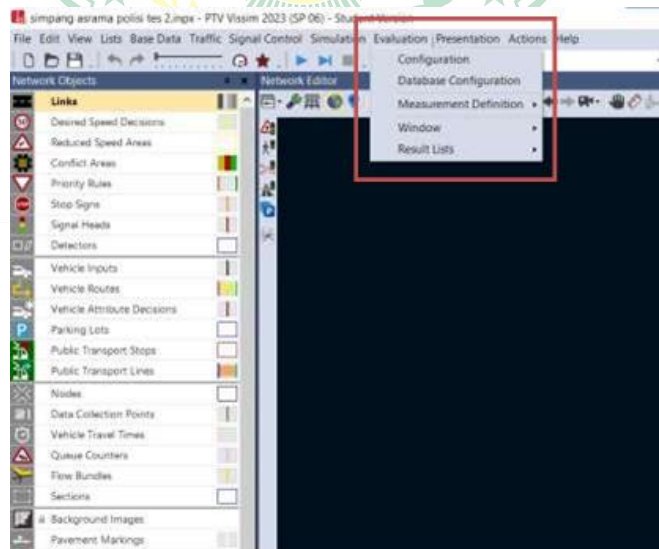 simpang asrama polisi tes 2.inpx - PTV Vissim 2023 (SP 06) - Student Version
File Edit View Lists Base Data Traffic Signal Control Simulation Evaluation Presentation Actions Help
Configuration
Database Configuration
Measurement Definition
Window
Result Lists
Network Objects
Network Editor
Links
Desired Speed Decisions
Reduced Speed Areas
Conflict Areas
Priority Rules
Stop Signs
Signal Heads
Detectors
Vehicle Inputs
Vehicle Routes
Vehicle Attribute Decisions
Parking Lots
Public Transport Stops
Public Transport Lines
Nodes
Data Collection Points
Vehicle Travel Times
Queue Counters
Flow Bundles
Sections
Background Images
Pavement Markings